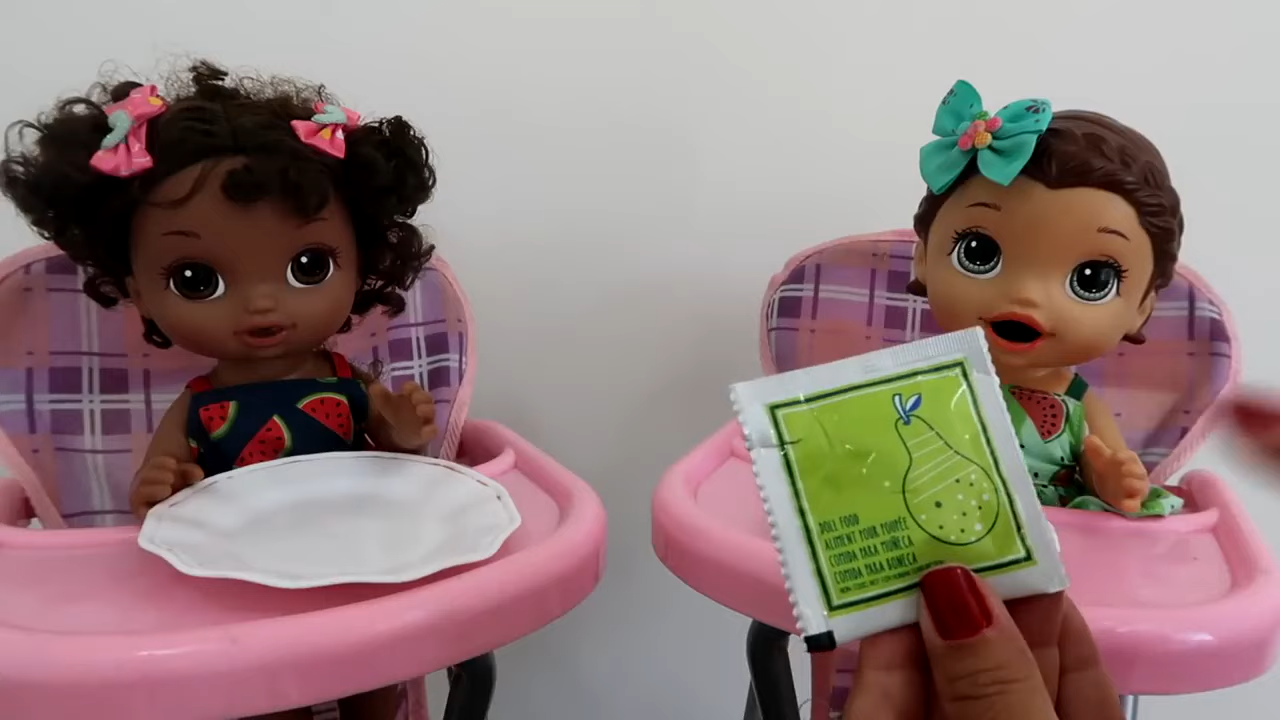 DOLL FOOD
ALIMENT POUR POUPÉE
COMIDA PARA MUÑECA
COMIDA PARA BONECA